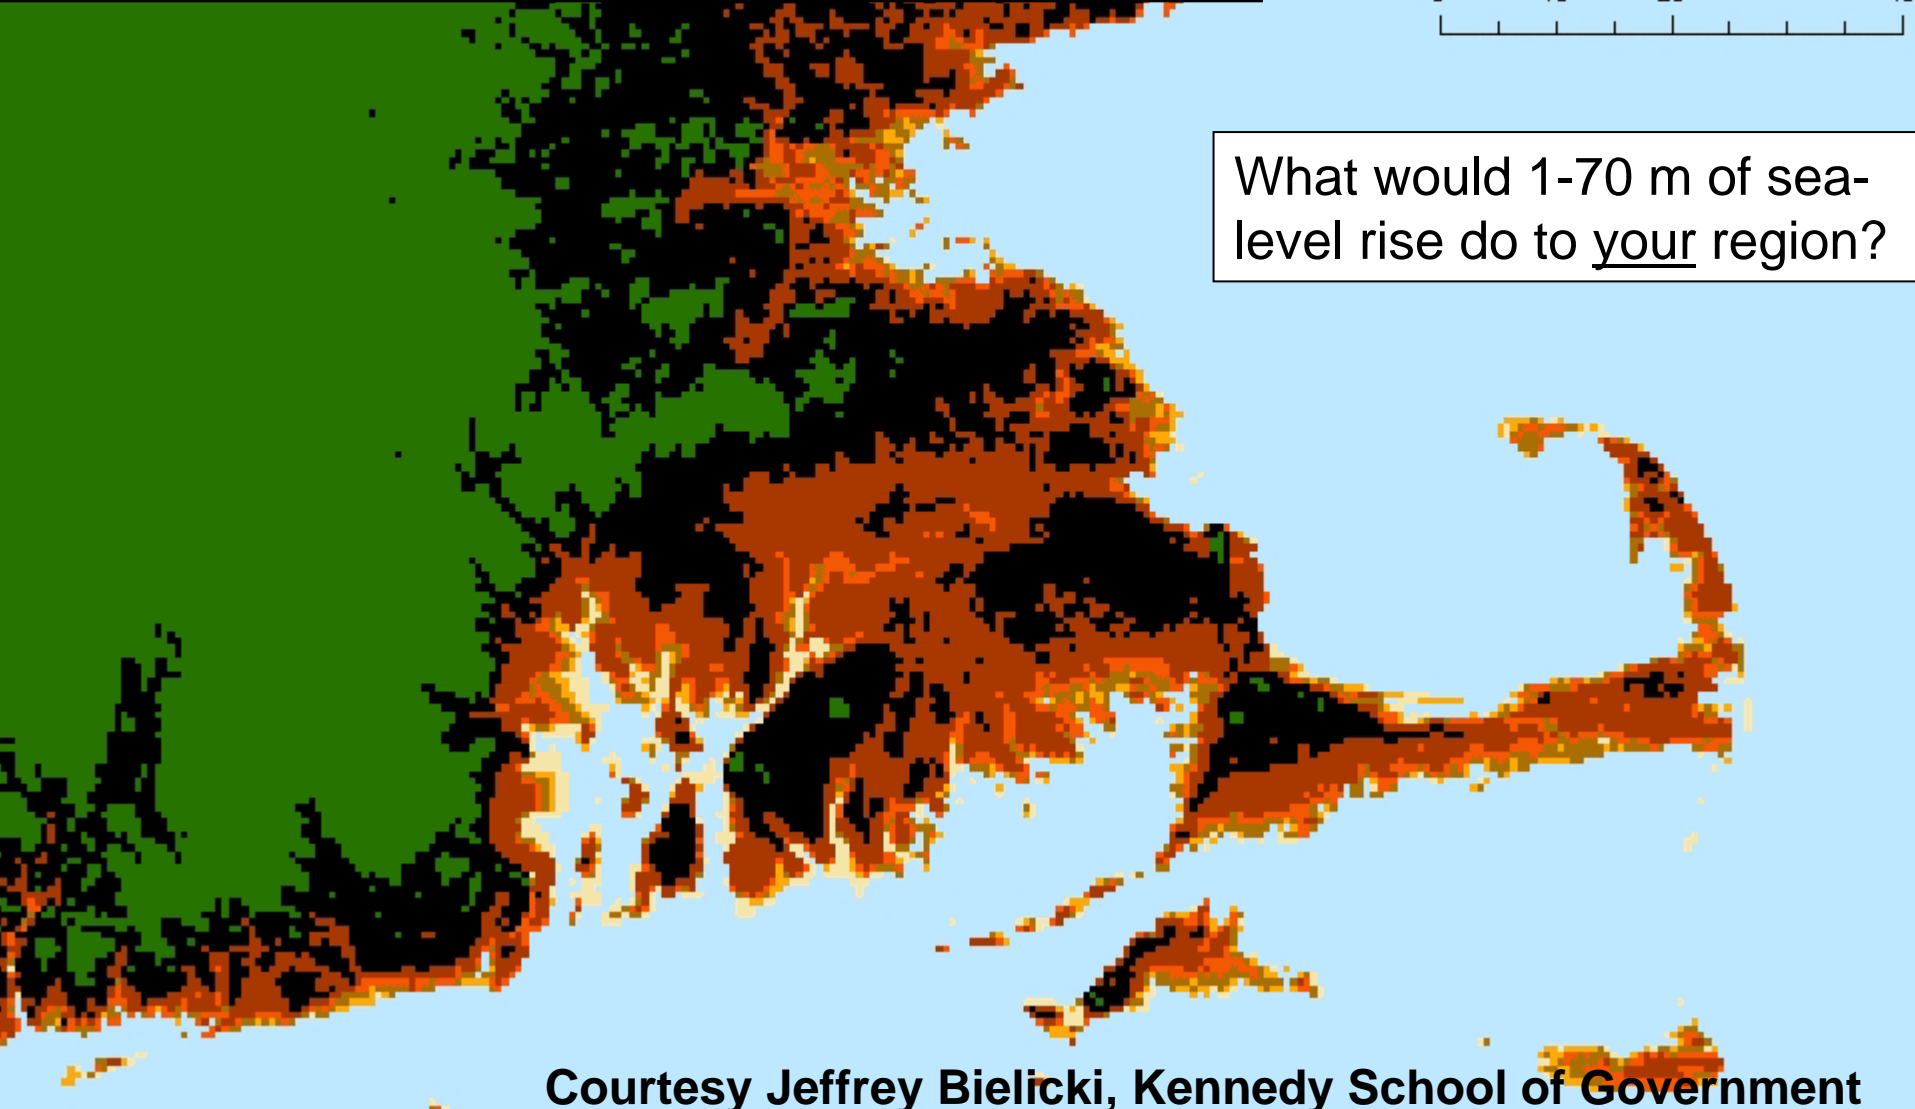 What would 1-70 m of sea-
level rise do to your region?
Courtesy Jeffrey Bielicki, Kennedy School of Government